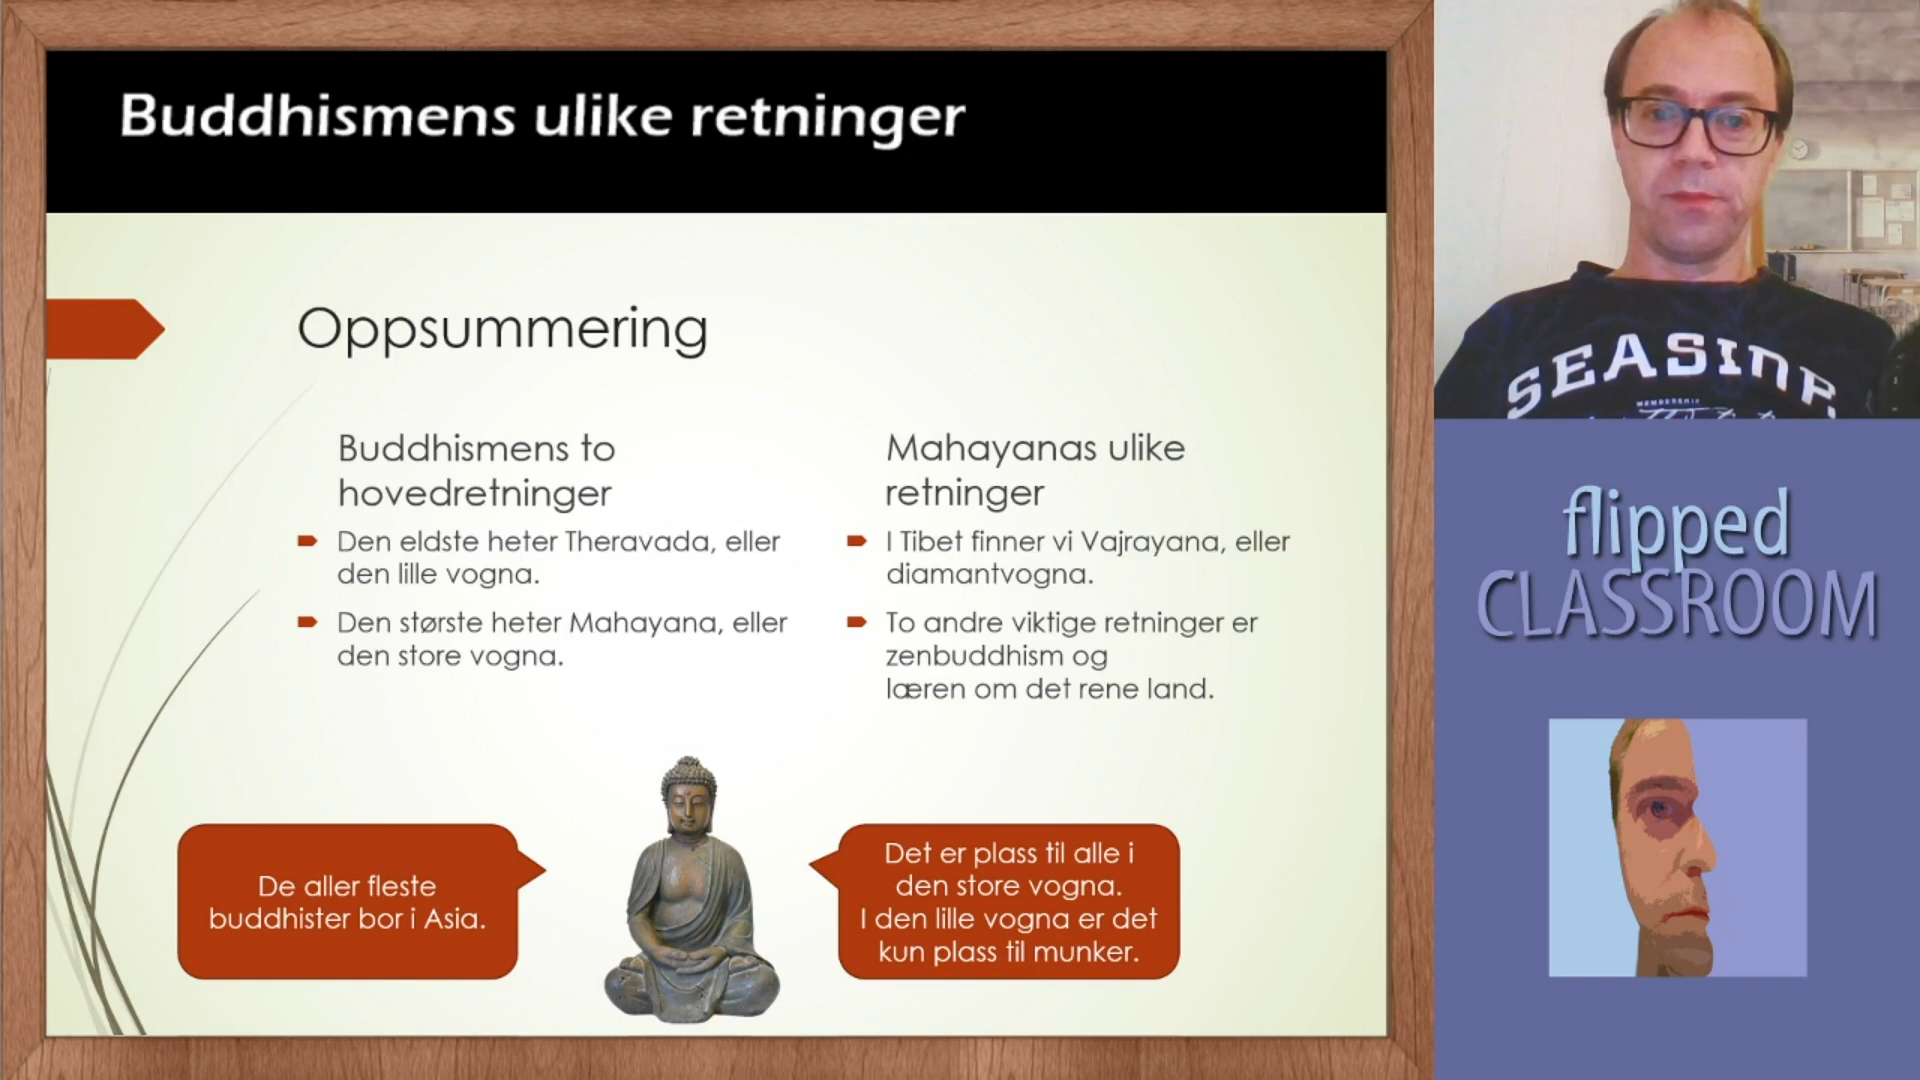 Buddhismens ulike retninger
Oppsummering
Buddhismens to
hovedretninger
Den eldste heter Theravada, eller
den lille vogna.
Den største heter Mahayana, eller
den store vogna.
Mahayanas ulike
retninger
I Tibet finner vi Vajrayana, eller
diamantvogna.
To andre viktige retninger er
zenbuddhism og
læren om det rene land.
De aller fleste
buddhister bor i Asia.
Det er plass til alle i
den store vogna.
I den lille vogna er det
kun plass til munker.
MEMBERSHIP
flipped
CLASSROOM